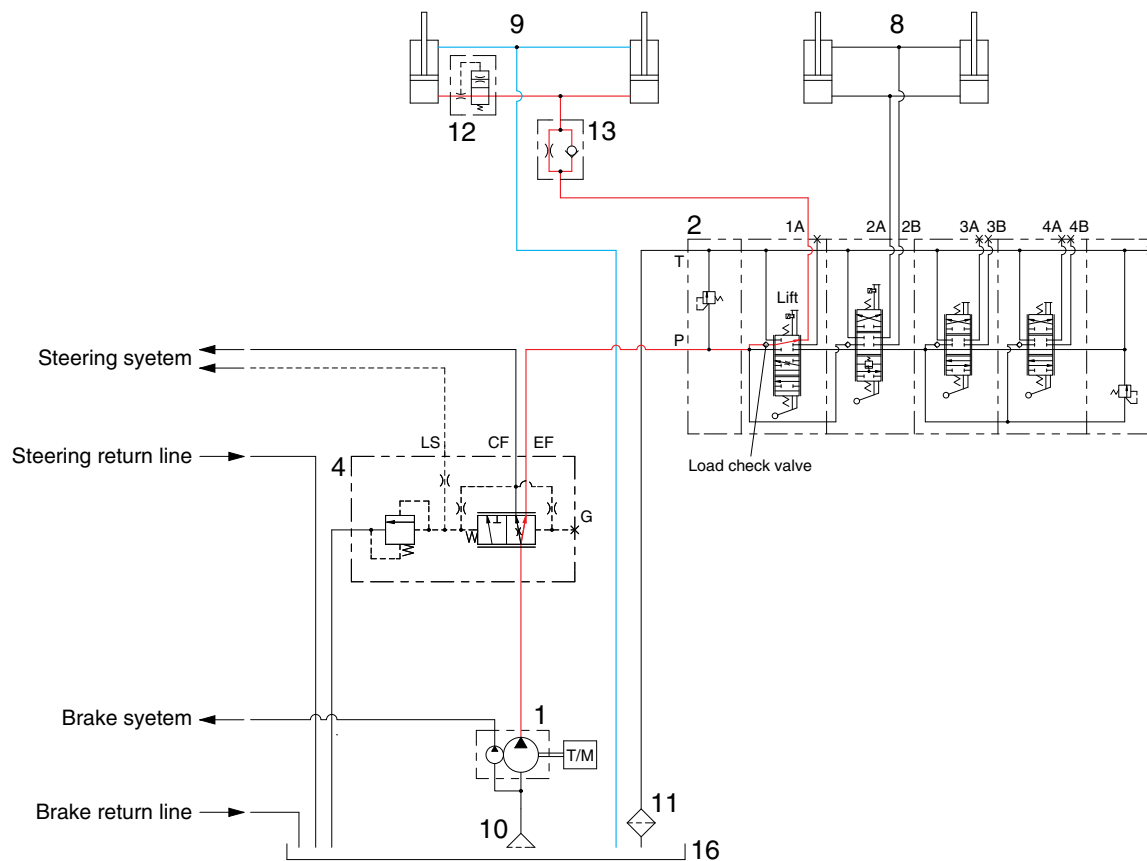 9
8
12
13
2
1A
2A
2B
3A
3B
4A
4B
T
Lift
P
Steering syetem
Load check valve
LS
CF
EF
Steering return line
4
G
Brake syetem
1
T/M
Brake return line
10
11
16